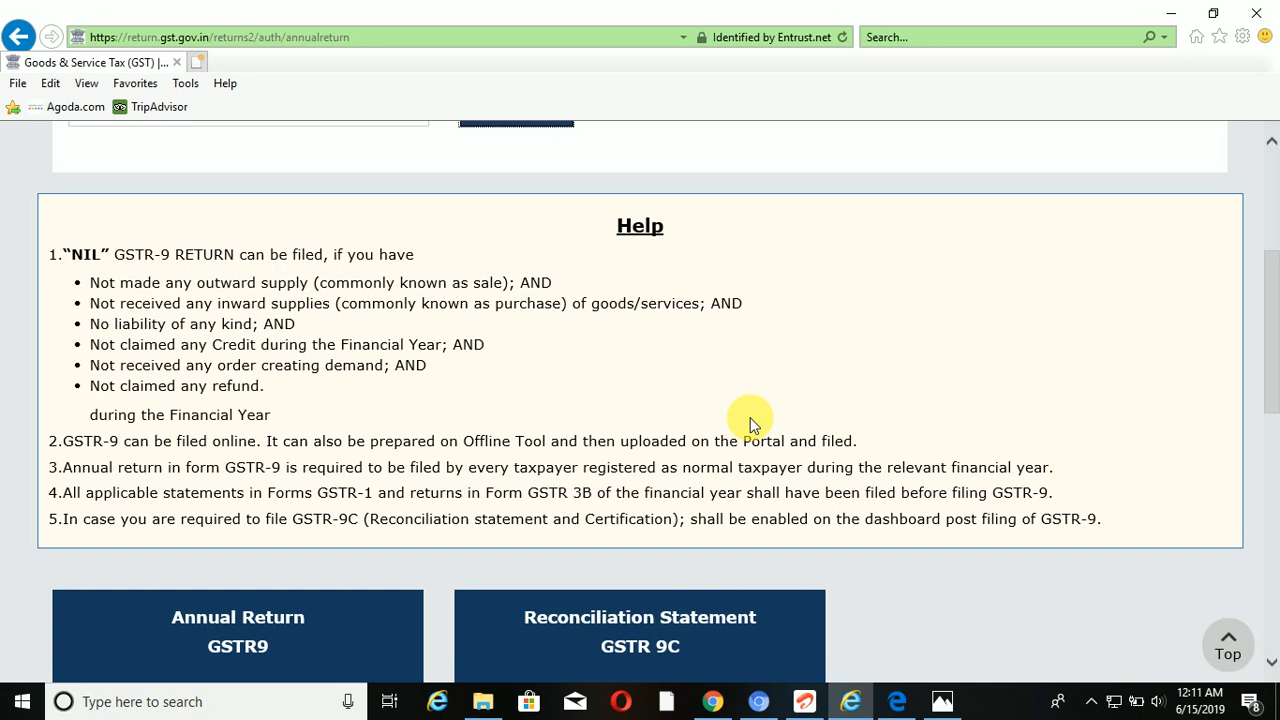 https://return.gst.gov.in/returns2/auth/annualreturn
Identified by Entrust.net
Search...
Goods & Service Tax (GST) |...
File Edit View Favorites Tools Help
Agoda.com TripAdvisor
Help
1."NIL" GSTR-9 RETURN can be filed, if you have
• Not made any outward supply (commonly known as sale); AND
• Not received any inward supplies (commonly known as purchase) of goods/services; AND
• No liability of any kind; AND
• Not claimed any Credit during the Financial Year; AND
• Not received any order creating demand; AND
• Not claimed any refund.
during the Financial Year
2.GSTR-9 can be filed online. It can also be prepared on Offline Tool and then uploaded on the Portal and filed.
3.Annual return in form GSTR-9 is required to be filed by every taxpayer registered as normal taxpayer during the relevant financial year.
4.All applicable statements in Forms GSTR-1 and returns in Form GSTR 3B of the financial year shall have been filed before filing GSTR-9.
5.In case you are required to file GSTR-9C (Reconciliation statement and Certification); shall be enabled on the dashboard post filing of GSTR-9.
Annual Return
GSTR9
Reconciliation Statement
GSTR 9C
Top
Type here to search
12:11 AM
6/15/2019
8